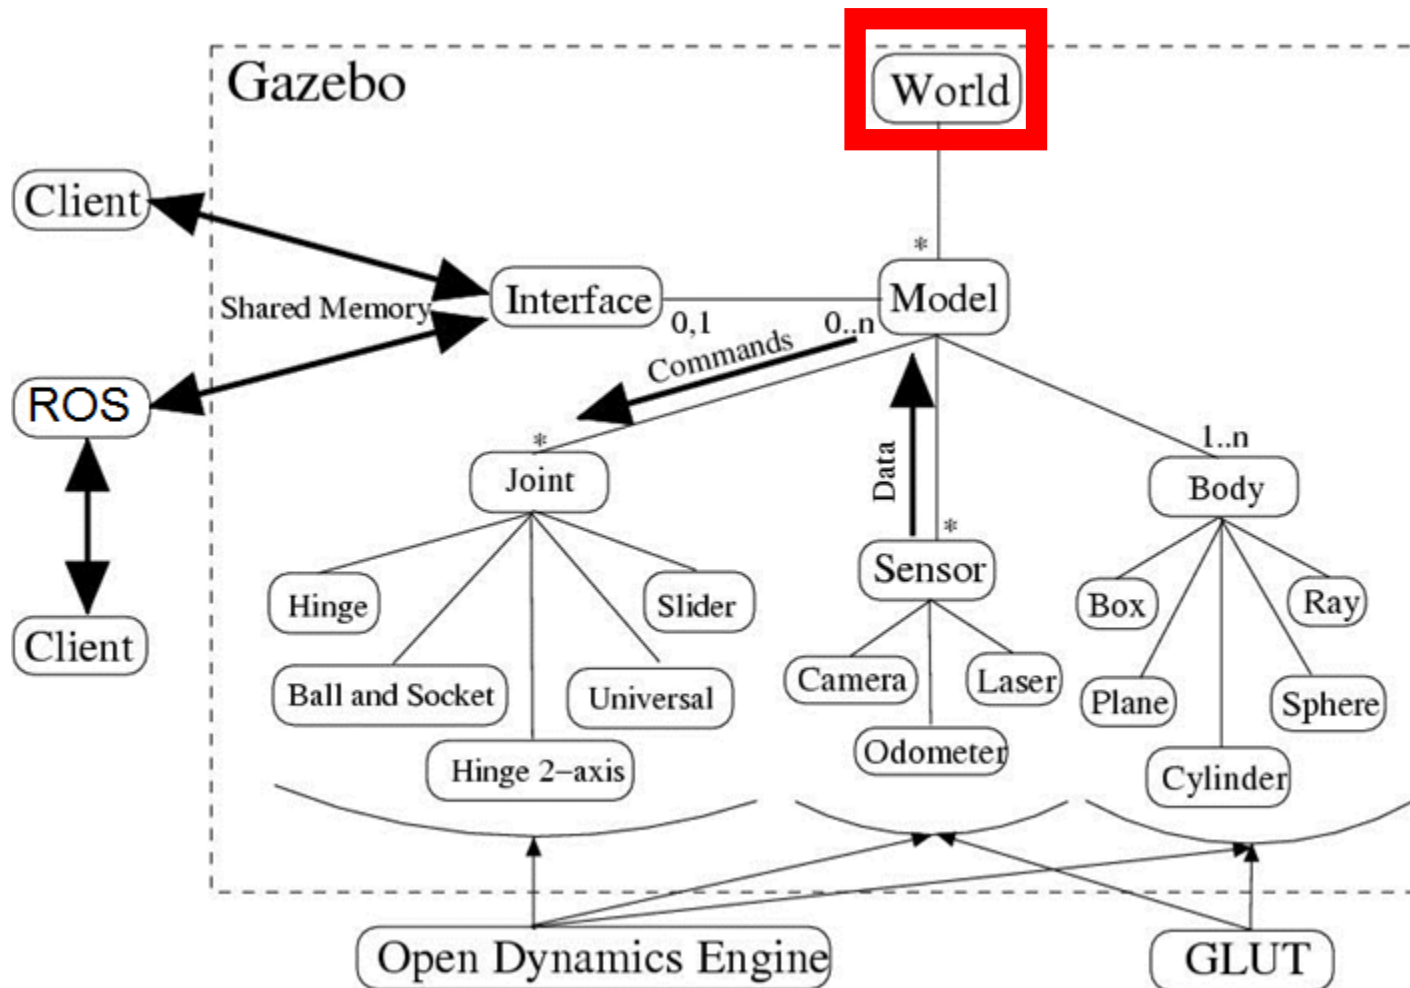 World
Gazebo
Client
Shared Memory
Interface
0,1
*
Model
0..n
Commands
ROS
Data
*
Joint
1..n
Body
*
Sensor
Hinge
Slider
Box
Ray
Client
Ball and Socket
Universal
Camera
Laser
Plane
Sphere
Hinge 2-axis
Odometer
Cylinder
Open Dynamics Engine
GLUT